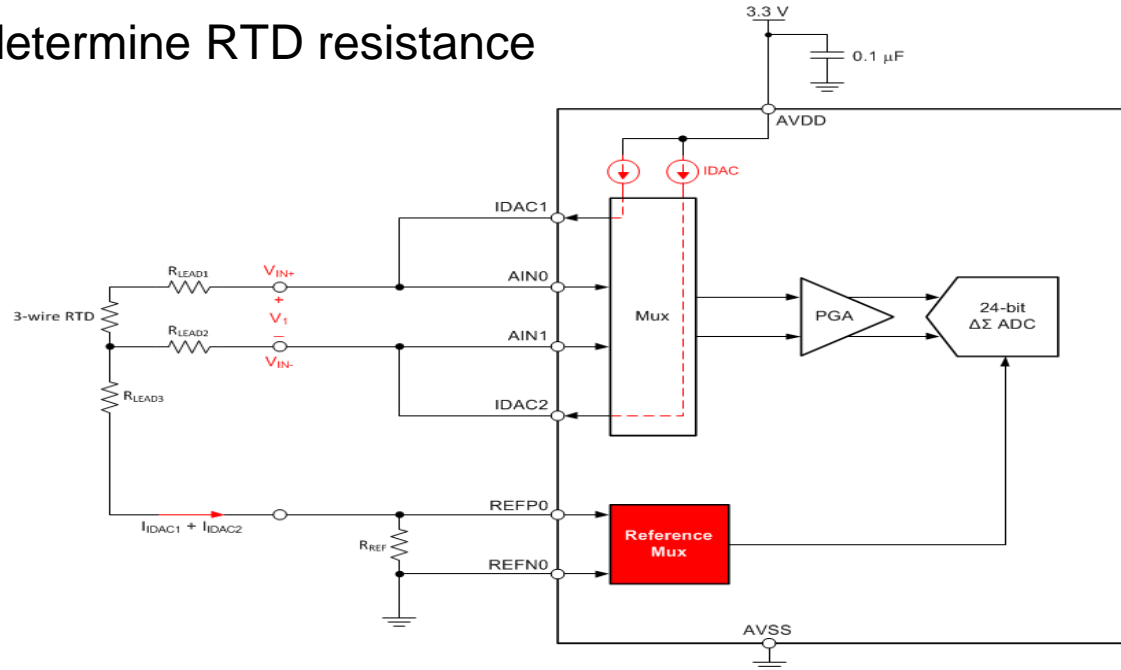 determine RTD resistance
3.3 V
0.1 μF
AVDD
IDAC
IDAC1
RLEAD1
VIN+
AIN0
+
3-wire RTD
V1
Mux
PGA
24-bit
ΔΣ ADC
RLEAD2
–
AIN1
VIN-
RLEAD3
IDAC2
REFP0
IIDAC1 + IIDAC2
RREF
Reference
Mux
REFN0
AVSS